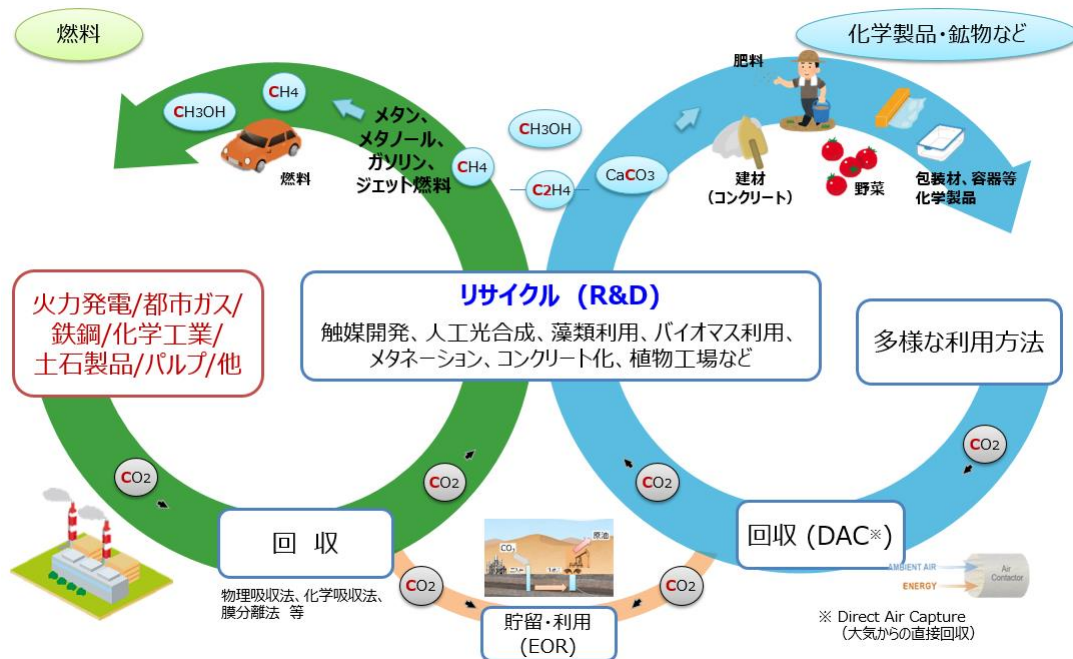 燃料
化学製品・鉱物など
CH3OH
CH4
燃料
メタン、
メタノール、
ガソリン、
ジェット燃料
CH4
CH3OH
C2H4
CaCO3
肥料
建材
（コンクリート）
野菜
包装材、容器等
化学製品
火力発電/都市ガス/
鉄鋼/化学工業/
土石製品/パルプ/他
リサイクル (R&D)
触媒開発、人工光合成、藻類利用、バイオマス利用、
メタネーション、コンクリート化、植物工場など
多様な利用方法
CO2
CO2
CO2
CO2
回 収
物理吸収法、化学吸収法、
膜分離法 等
CO2
CO2
原油
CO2
貯留・利用
(EOR)
回収 (DAC※)
AMBIENT AIR
ENERGY
Air
Contactor
※ Direct Air Capture
（大気からの直接回収）